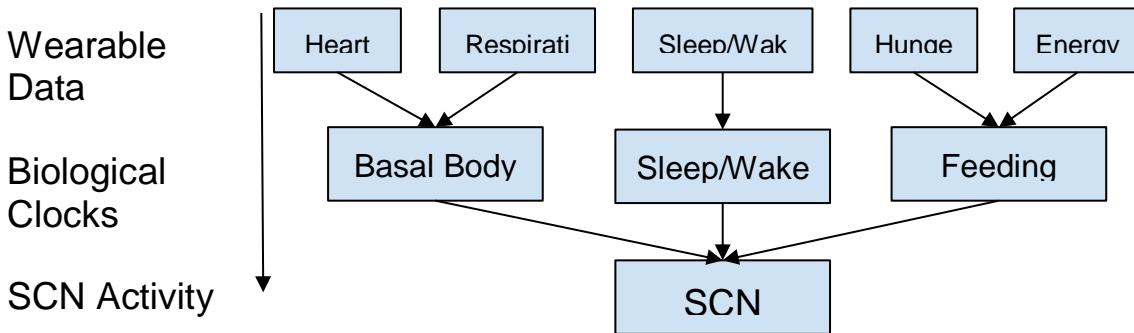 Wearable
Data
Heart
Respirati
Sleep/Wak
Hunge
Energy
Biological
Clocks
Basal Body
Sleep/Wake
Feeding
SCN Activity
SCN